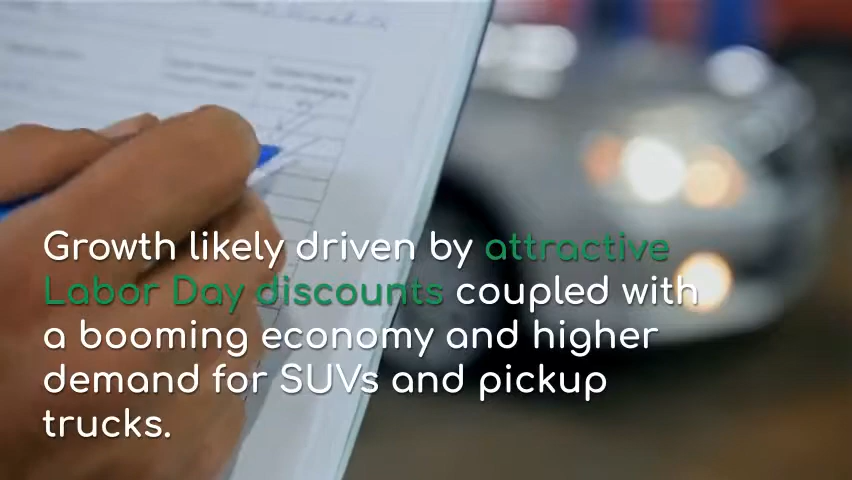 Growth likely driven by attractive
Labor Day discounts coupled with
a booming economy and higher
demand for SUVs and pickup
trucks.